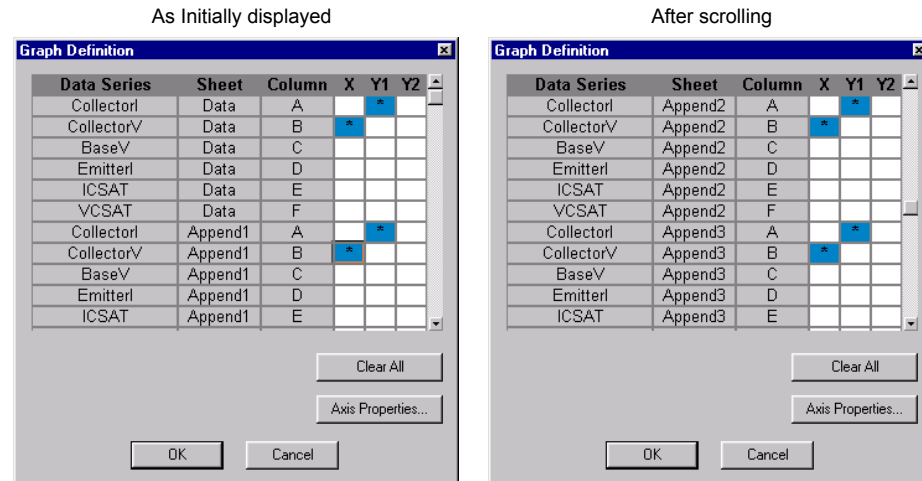 As Initially displayed
Graph Definition
Data Series Sheet Column X Y1 Y2
CollectorI Data A *
CollectorV Data B *
BaseV Data C
EmitterI Data D
ICSAT Data E
VCSAT Data F
CollectorI Append1 A *
CollectorV Append1 B *
BaseV Append1 C
EmitterI Append1 D
ICSAT Append1 E
Clear All
Axis Properties...
OK Cancel
After scrolling
Graph Definition
Data Series Sheet Column X Y1 Y2
CollectorI Append2 A *
CollectorV Append2 B *
BaseV Append2 C
EmitterI Append2 D
ICSAT Append2 E
VCSAT Append2 F
CollectorI Append3 A *
CollectorV Append3 B *
BaseV Append3 C
EmitterI Append3 D
ICSAT Append3 E
Clear All
Axis Properties...
OK Cancel